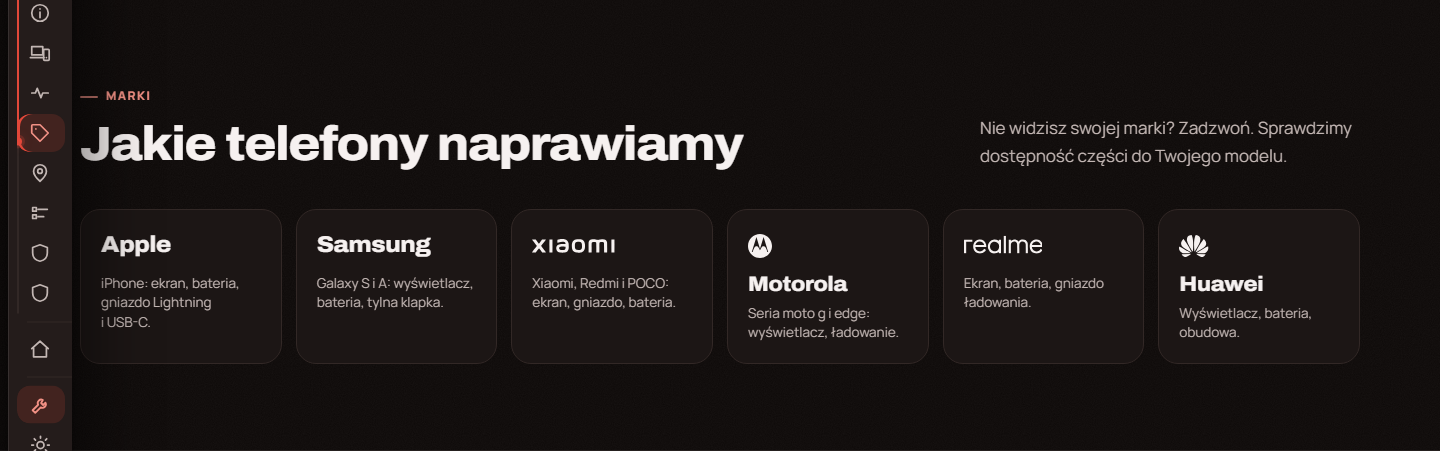 MARKI
Jakie telefony naprawiamy
Nie widzisz swojej marki? Zadzwoń. Sprawdzimy
dostępność części do Twojego modelu.
Apple
iPhone: ekran, bateria,
gniazdo Lightning
i USB-C.
Samsung
Galaxy S i A: wyświetlacz,
bateria, tylna klapka.
xiaomi
Xiaomi, Redmi i POCO:
ekran, gniazdo, bateria.
Motorola
Seria moto g i edge:
wyświetlacz, ładowanie.
realme
Ekran, bateria, gniazdo
ładowania.
Huawei
Wyświetlacz, bateria,
obudowa.